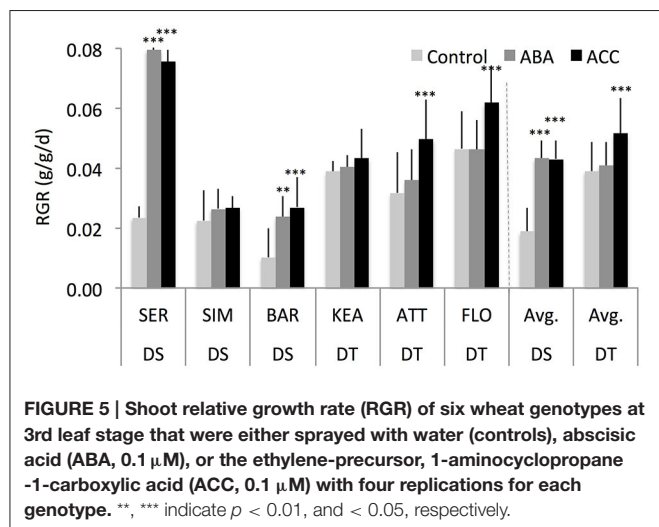 0.08
0.06
0.04
0.02
0.00
RGR (g/g/d)
Control ABA ACC
*** ***
** ***
***
***
*** ***
***
SER SIM BAR KEA ATT FLO Avg. Avg.
DS DS DS DT DT DT DS DT
FIGURE 5 | Shoot relative growth rate (RGR) of six wheat genotypes at
3rd leaf stage that were either sprayed with water (controls), abscisic
acid (ABA, 0.1 μM), or the ethylene-precursor, 1-aminocyclopropane
-1-carboxylic acid (ACC, 0.1 μM) with four replications for each
genotype. **, *** indicate p < 0.01, and < 0.05, respectively.